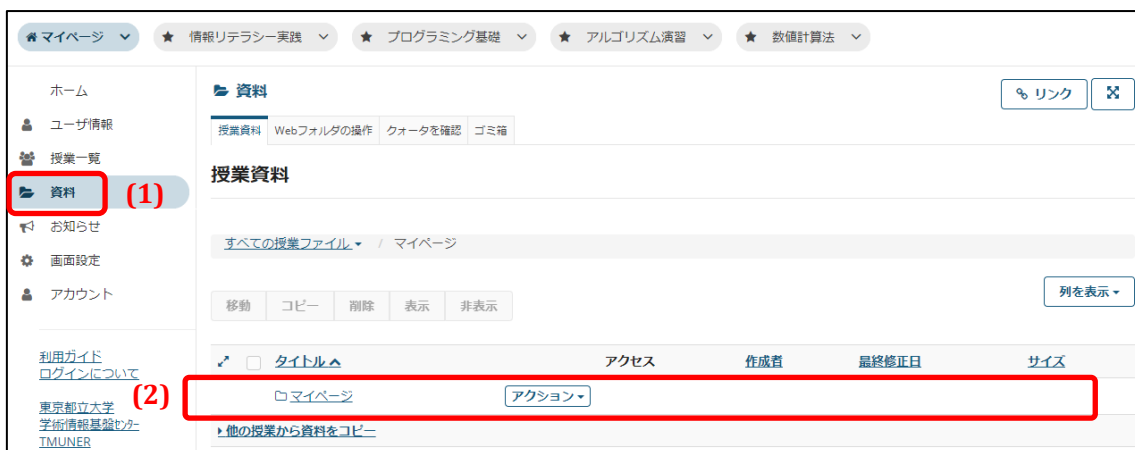 マイページ 情報リテラシー実践 プログラミング基礎 アルゴリズム演習 数値計算法
ホーム
ユーザ情報
授業一覧
資料 (1)
お知らせ
画面設定
アカウント
利用ガイド
ログインについて
東京都立大学
学術情報基盤センター
TMUNER
資料 リンク
授業資料 Webフォルダの操作 クォータを確認 ゴミ箱
授業資料
すべての授業ファイル / マイページ
列を表示
移動 コピー 削除 表示 非表示
タイトル アクセス 作成者 最終修正日 サイズ
(2) マイページ アクション
他の授業から資料をコピー